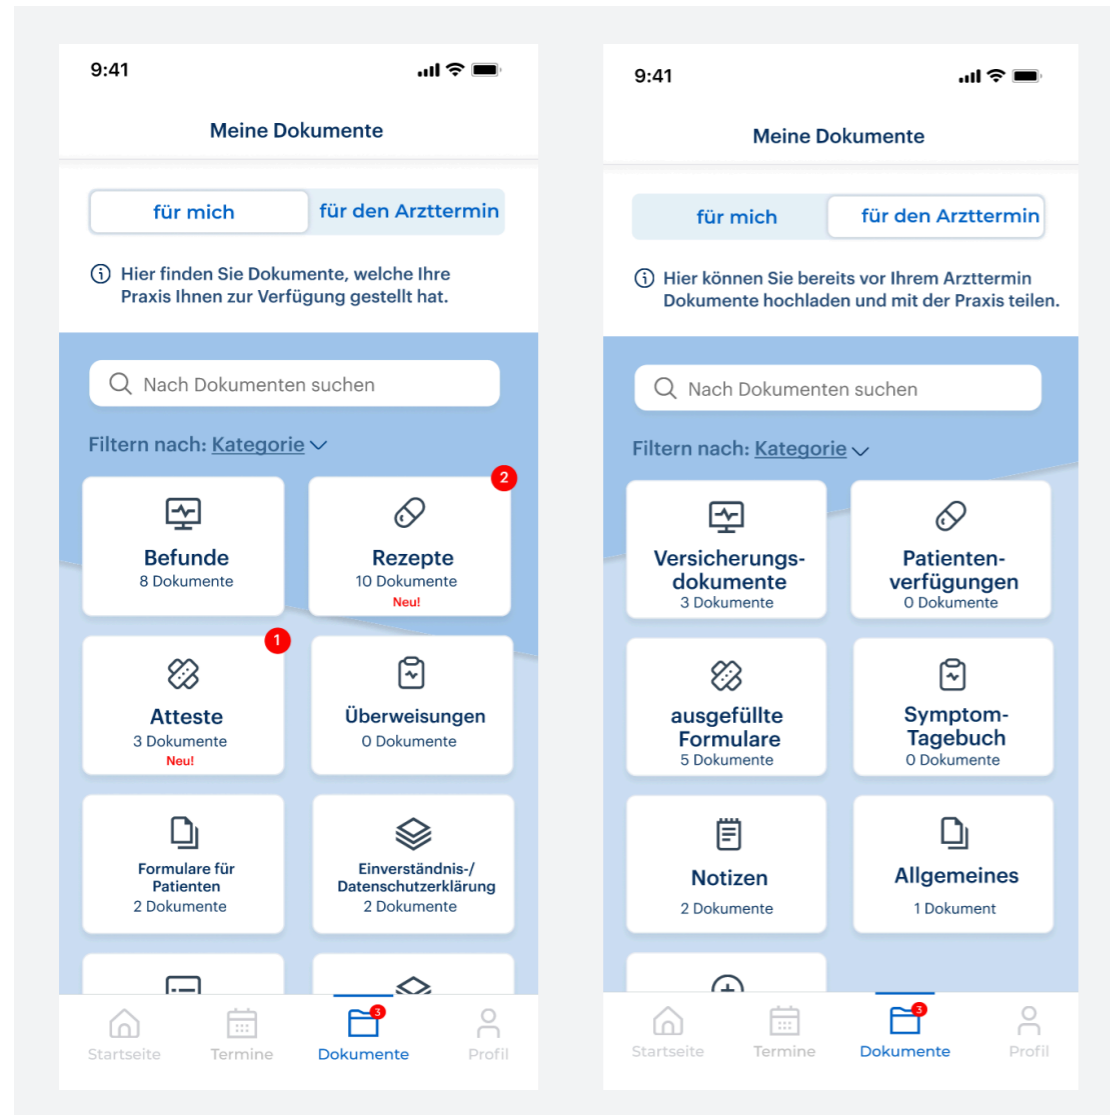 9:41
Meine Dokumente
für mich
für den Arzttermin
Hier finden Sie Dokumente, welche Ihre
Praxis Ihnen zur Verfügung gestellt hat.
Nach Dokumenten suchen
Filtern nach: Kategorie
Befunde
8 Dokumente
2
Rezepte
10 Dokumente
Neu!
1
Atteste
3 Dokumente
Neu!
Überweisungen
0 Dokumente
Formulare für
Patienten
2 Dokumente
Einverständnis-/
Datenschutzerklärung
2 Dokumente
Startseite
Termine
3
Dokumente
Profil
9:41
Meine Dokumente
für mich
für den Arzttermin
Hier können Sie bereits vor Ihrem Arzttermin
Dokumente hochladen und mit der Praxis teilen.
Nach Dokumenten suchen
Filtern nach: Kategorie
Versicherungs-
dokumente
3 Dokumente
Patienten-
verfügungen
0 Dokumente
ausgefüllte
Formulare
5 Dokumente
Symptom-
Tagebuch
0 Dokumente
Notizen
2 Dokumente
Allgemeines
1 Dokument
Startseite
Termine
3
Dokumente
Profil